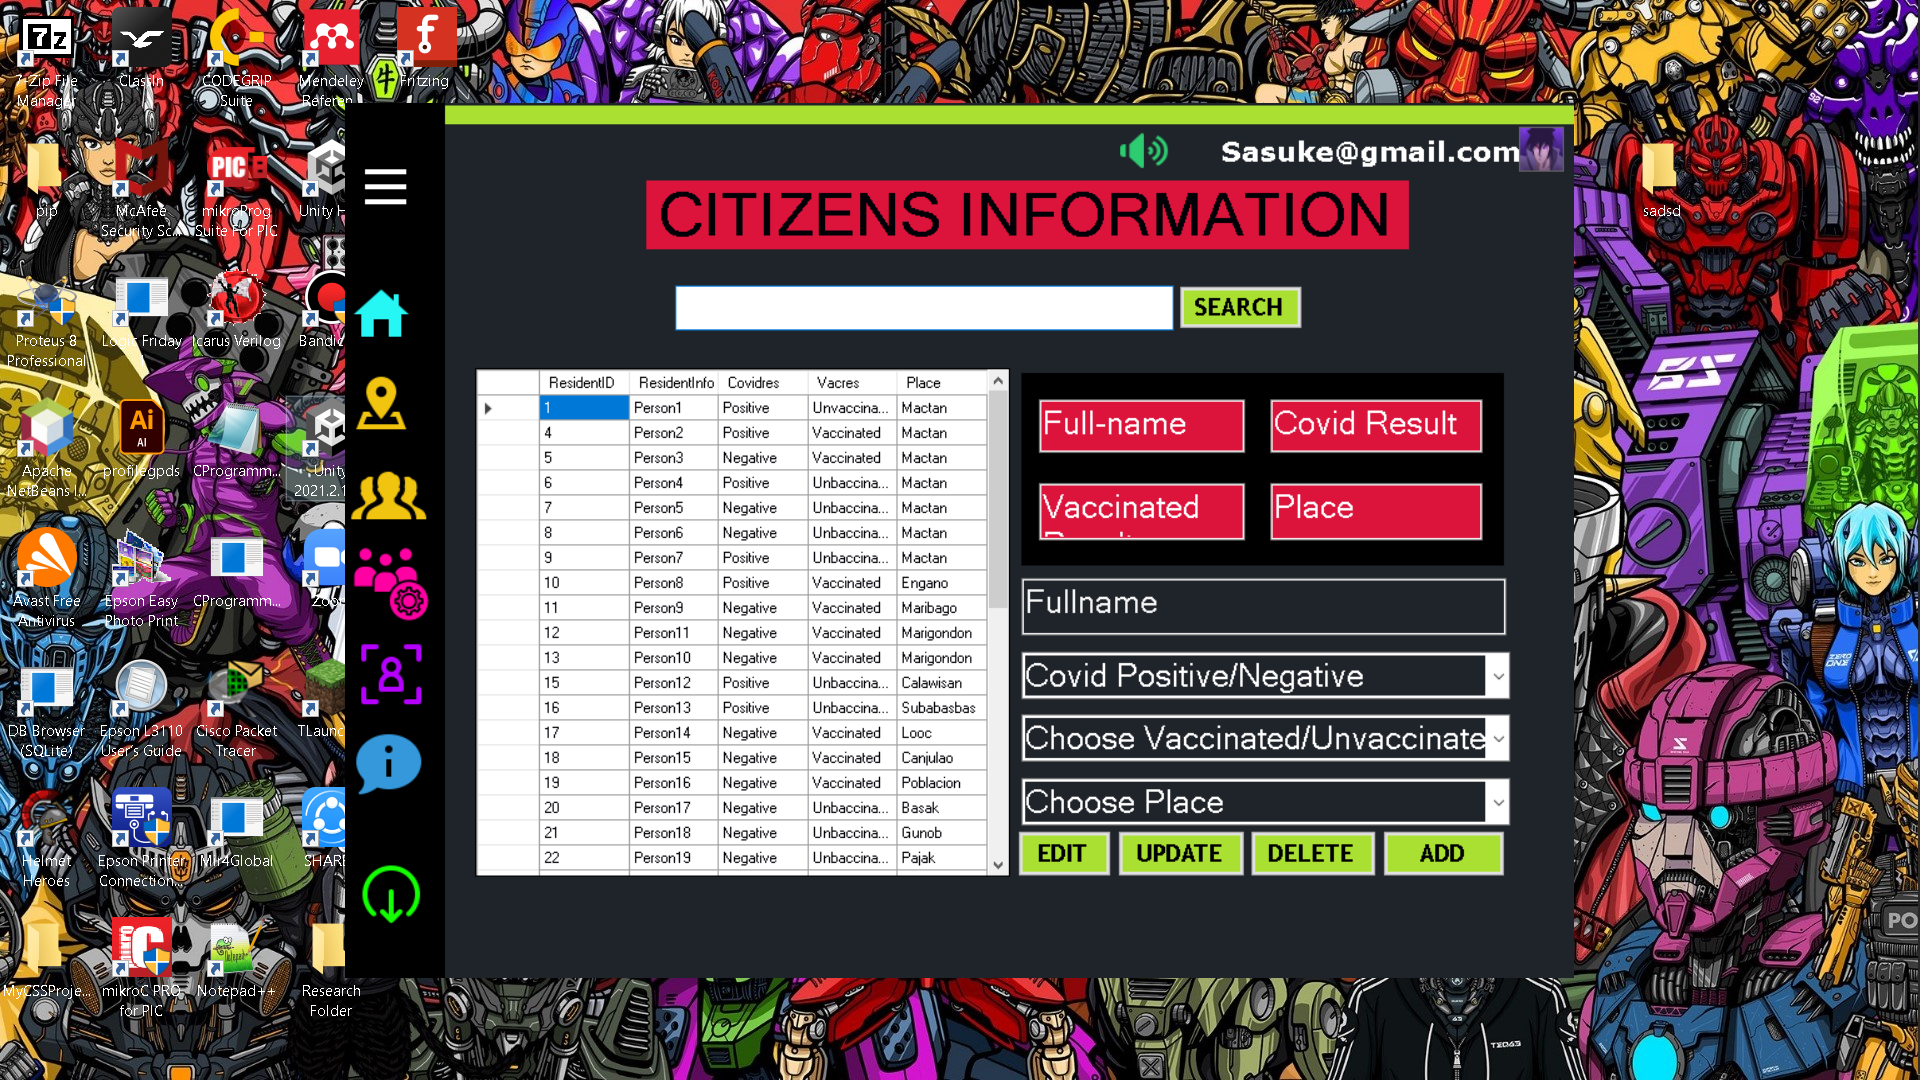 7-Zip File
Manager
ClassIn
CODEGRIP
Suite
Mendeley
Referen
Fritzing
pip
McAfee
Security Sc...
mikroProg
Suite For PIC
Unity H
Proteus 8
Professional
Logic Friday
1
Icarus Verilog
Bandic
Apache
NetBeans I...
profilegpds
CProgramm...
Unity
2021.2.1
Avast Free
Antivirus
Epson Easy
Photo Print
CProgramm...
Zoo
DB Browser
(SQLite)
Epson L3110
User's Guide
Cisco Packet
Tracer
TLaunc
Helmet
Heroes
Epson Printer
Connection...
Mir4Global
SHARE
MyCSSProje...
mikroC PRO
for PIC
Notepad++
Research
Folder
sadsd
Sasuke@gmail.com
CITIZENS INFORMATION
SEARCH
ResidentID ResidentInfo Covidres Vacres Place
1 Person1 Positive Unvaccina... Mactan
4 Person2 Positive Vaccinated Mactan
5 Person3 Negative Vaccinated Mactan
6 Person4 Positive Unbaccina... Mactan
7 Person5 Negative Unbaccina... Mactan
8 Person6 Negative Unbaccina... Mactan
9 Person7 Positive Unbaccina... Mactan
10 Person8 Positive Vaccinated Engano
11 Person9 Negative Vaccinated Maribago
12 Person11 Negative Vaccinated Marigondon
13 Person10 Negative Vaccinated Marigondon
15 Person12 Positive Unbaccina... Calawisan
16 Person13 Positive Unbaccina... Subabasbas
17 Person14 Negative Vaccinated Looc
18 Person15 Negative Vaccinated Canjulao
19 Person16 Negative Vaccinated Poblacion
20 Person17 Negative Unbaccina... Basak
21 Person18 Negative Unbaccina... Gunob
22 Person19 Negative Unbaccina... Pajak
Full-name
Covid Result
Vaccinated
Place
Fullname
Covid Positive/Negative
Choose Vaccinated/Unvaccinate
Choose Place
EDIT
UPDATE
DELETE
ADD